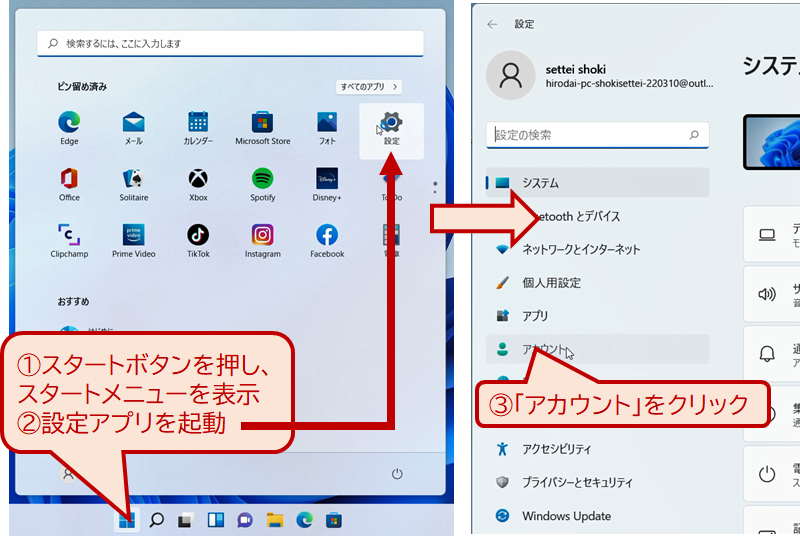 検索するには、ここに入力します
ピン留め済み
すべてのアプリ >
Edge
メール
カレンダー
Microsoft Store
フォト
設定
Office
Solitaire
Xbox
Spotify
Disney+
To Do
Clipchamp
Prime Video
TikTok
Instagram
Facebook
おすすめ
はじめに
①スタートボタンを押し、
スタートメニューを表示
②設定アプリを起動
設定
settei shoki
hirodai-pc-shokisettei-220310@outl...
設定の検索
システム
etooth とデバイス
ネットワークとインターネット
個人用設定
アプリ
アカウント
③「アカウント」をクリック
アクセシビリティ
プライバシーとセキュリティ
Windows Update
システ